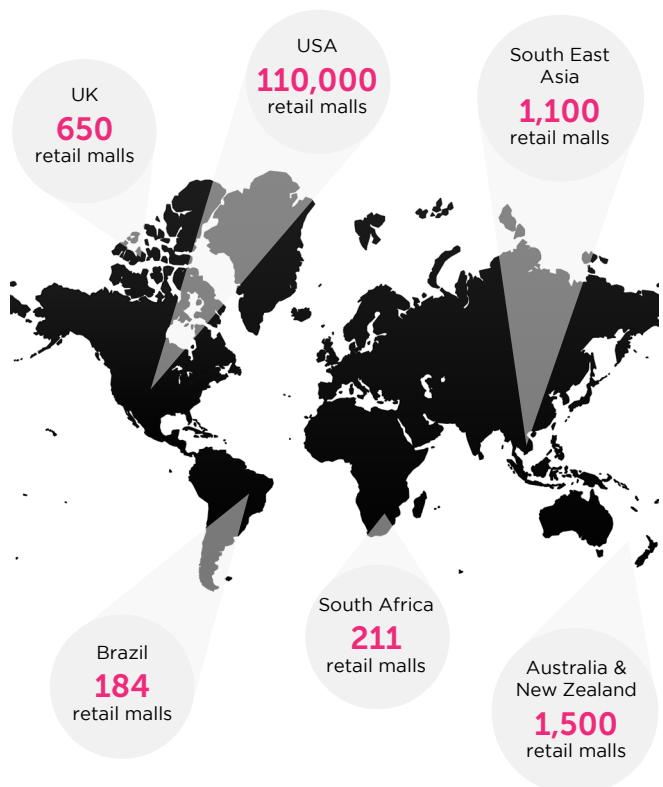 USA
110,000
retail malls
South East
Asia
1,100
retail malls
UK
650
retail malls
South Africa
211
retail malls
Brazil
184
retail malls
Australia &
New Zealand
1,500
retail malls